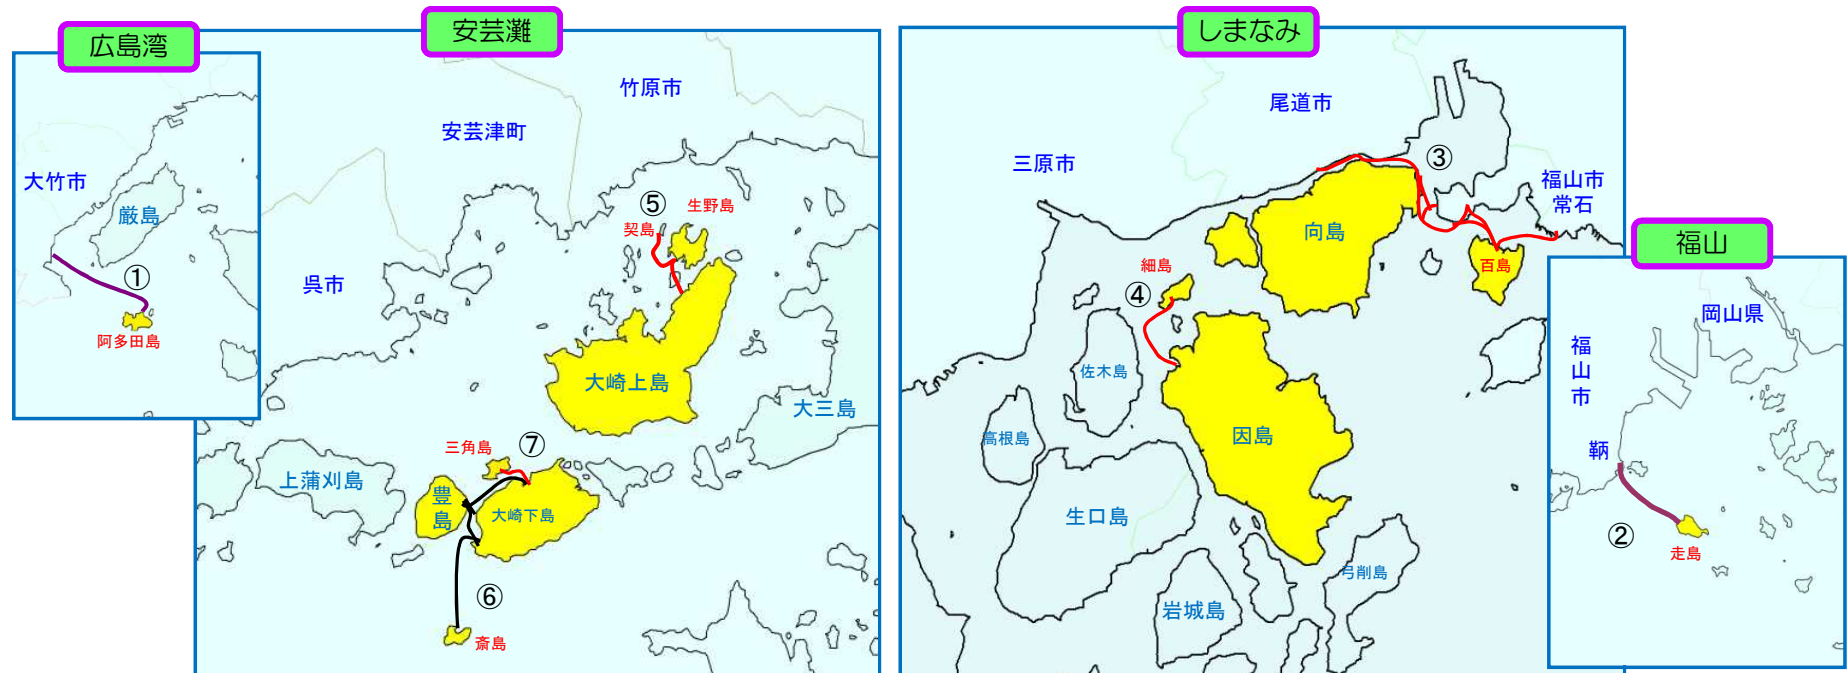 広島湾
大竹市
厳島
①
阿多田島
安芸灘
竹原市
安芸津町
呉市
⑤
生野島
契島
大崎上島
大三島
三角島
⑦
上蒲刈島
豊
島
大崎下島
⑥
斎島
しまなみ
尾道市
三原市
③
福山市
常石
向島
百島
細島
④
佐木島
高根島
因島
生口島
弓削島
岩城島
福山
岡山県
福
山
市
鞆
②
走島